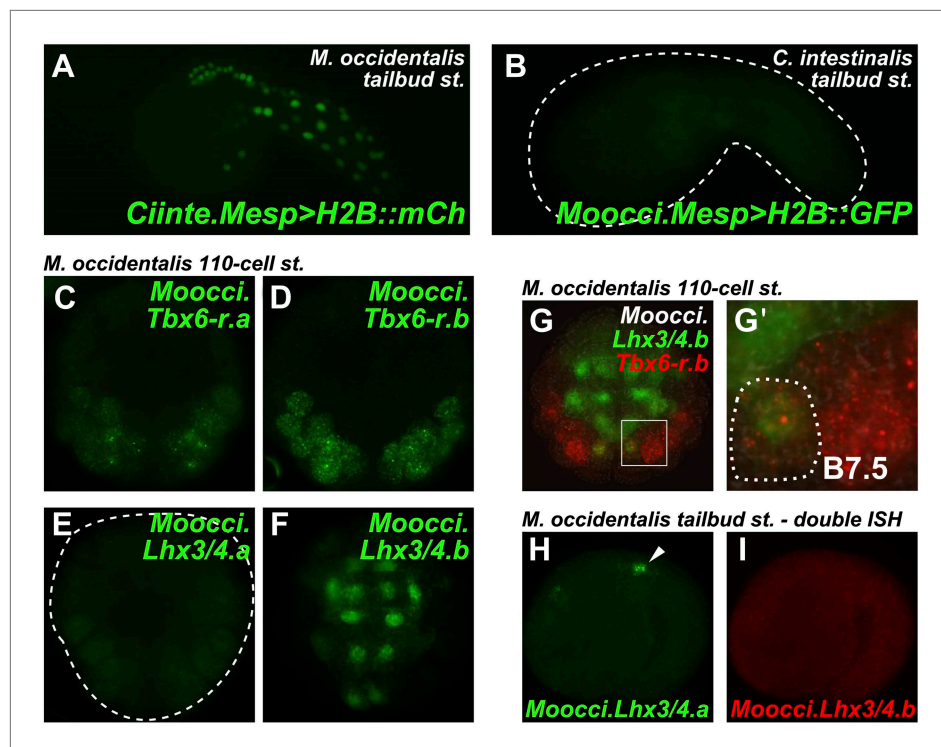 A
M. occidentalis
tailbud st.
Ciinte.Mesp>H2B::mCh
B
C. intestinalis
tailbud st.
Moocci.Mesp>H2B::GFP
M. occidentalis 110-cell st.
C
Moocci.
Tbx6-r.a
D
Moocci.
Tbx6-r.b
E
Moocci.
Lhx3/4.a
F
Moocci.
Lhx3/4.b
M. occidentalis 110-cell st.
G
Moocci.
Lhx3/4.b
Tbx6-r.b
G'
B7.5
M. occidentalis tailbud st. - double ISH
H
Moocci.Lhx3/4.a
I
Moocci.Lhx3/4.b